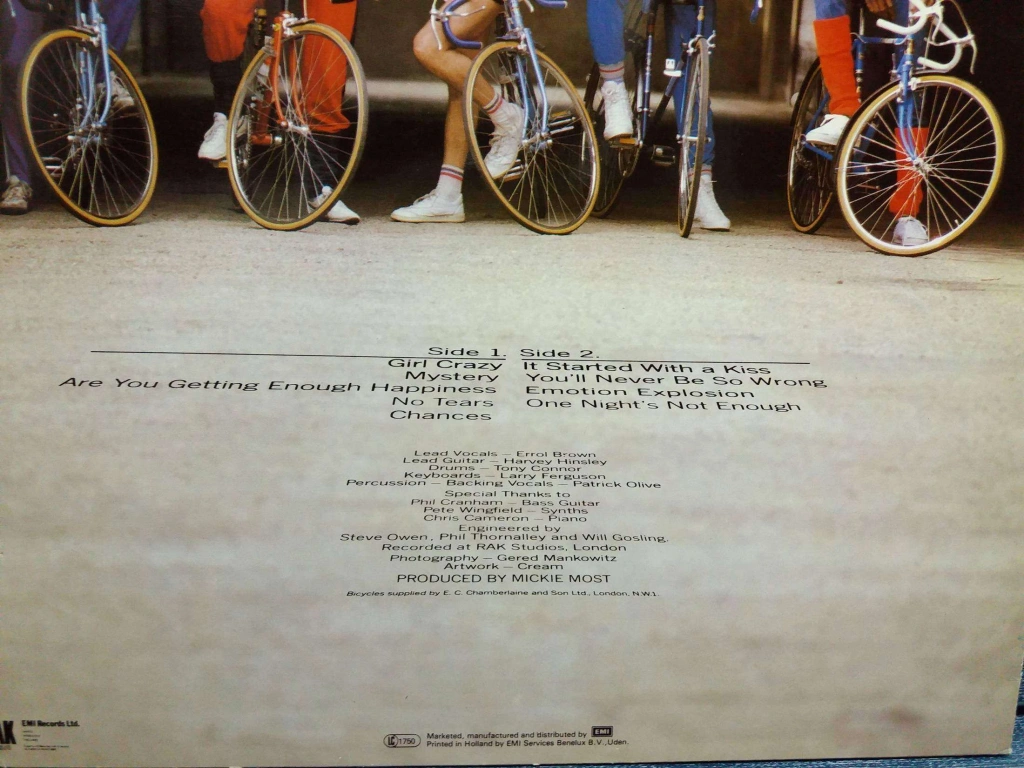 Side 1. Side 2.
Girl Crazy It Started With a Kiss
Mystery You'll Never Be So Wrong
Are You Getting Enough Happiness Emotion Explosion
No Tears One Night's Not Enough
Chances
Lead Vocals – Errol Brown
Lead Guitar – Harvey Hinsley
Drums – Tony Connor
Keyboards – Larry Ferguson
Percussion – Backing Vocals – Patrick Olive
Special Thanks to
Phil Cranham – Bass Guitar
Pete Wingfield – Synths
Chris Cameron – Piano
Engineered by
Steve Owen, Phil Thornalley and Will Gosling.
Recorded at RAK Studios, London
Photography – Gered Mankowitz
Artwork – Cream
PRODUCED BY MICKIE MOST
Bicycles supplied by E. C. Chamberlaine and Son Ltd., London, N.W.1.
EMI Records Ltd.
LC 1750
Marketed, manufactured and distributed by EMI
Printed in Holland by EMI Services Benelux B.V., Uden.